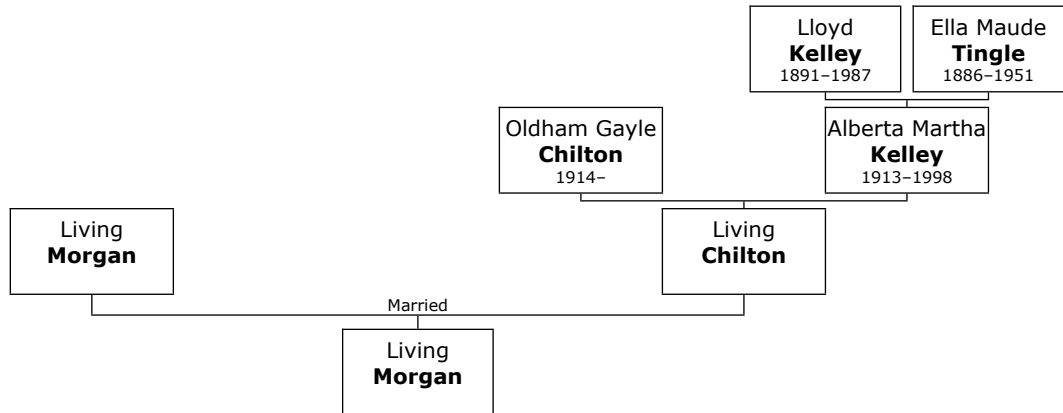 Lloyd
Kelley
1891–1987
Ella Maude
Tingle
1886–1951
Oldham Gayle
Chilton
1914–
Alberta Martha
Kelley
1913–1998
Living
Morgan
Living
Chilton
Married
Living
Morgan